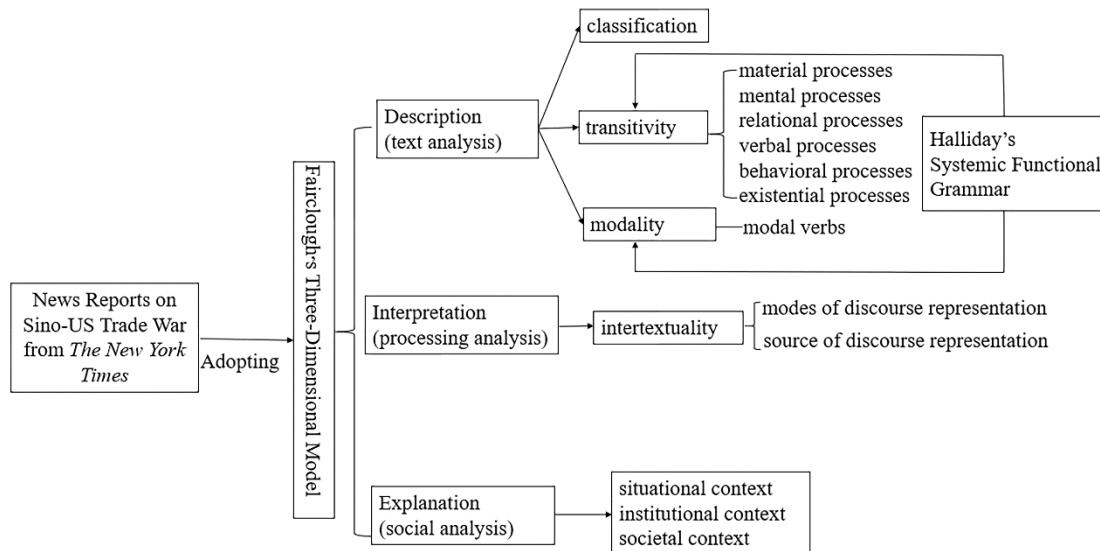 classification
material processes
mental processes
relational processes
verbal processes
behavioral processes
existential processes
Description
(text analysis)
transitivity
Halliday's
Systemic Functional
Grammar
modality
modal verbs
Fairclough's Three-Dimensional Model
News Reports on
Sino-US Trade War
from The New York
Times
Adopting
Interpretation
(processing analysis)
intertextuality
modes of discourse representation
source of discourse representation
Explanation
(social analysis)
situational context
institutional context
societal context